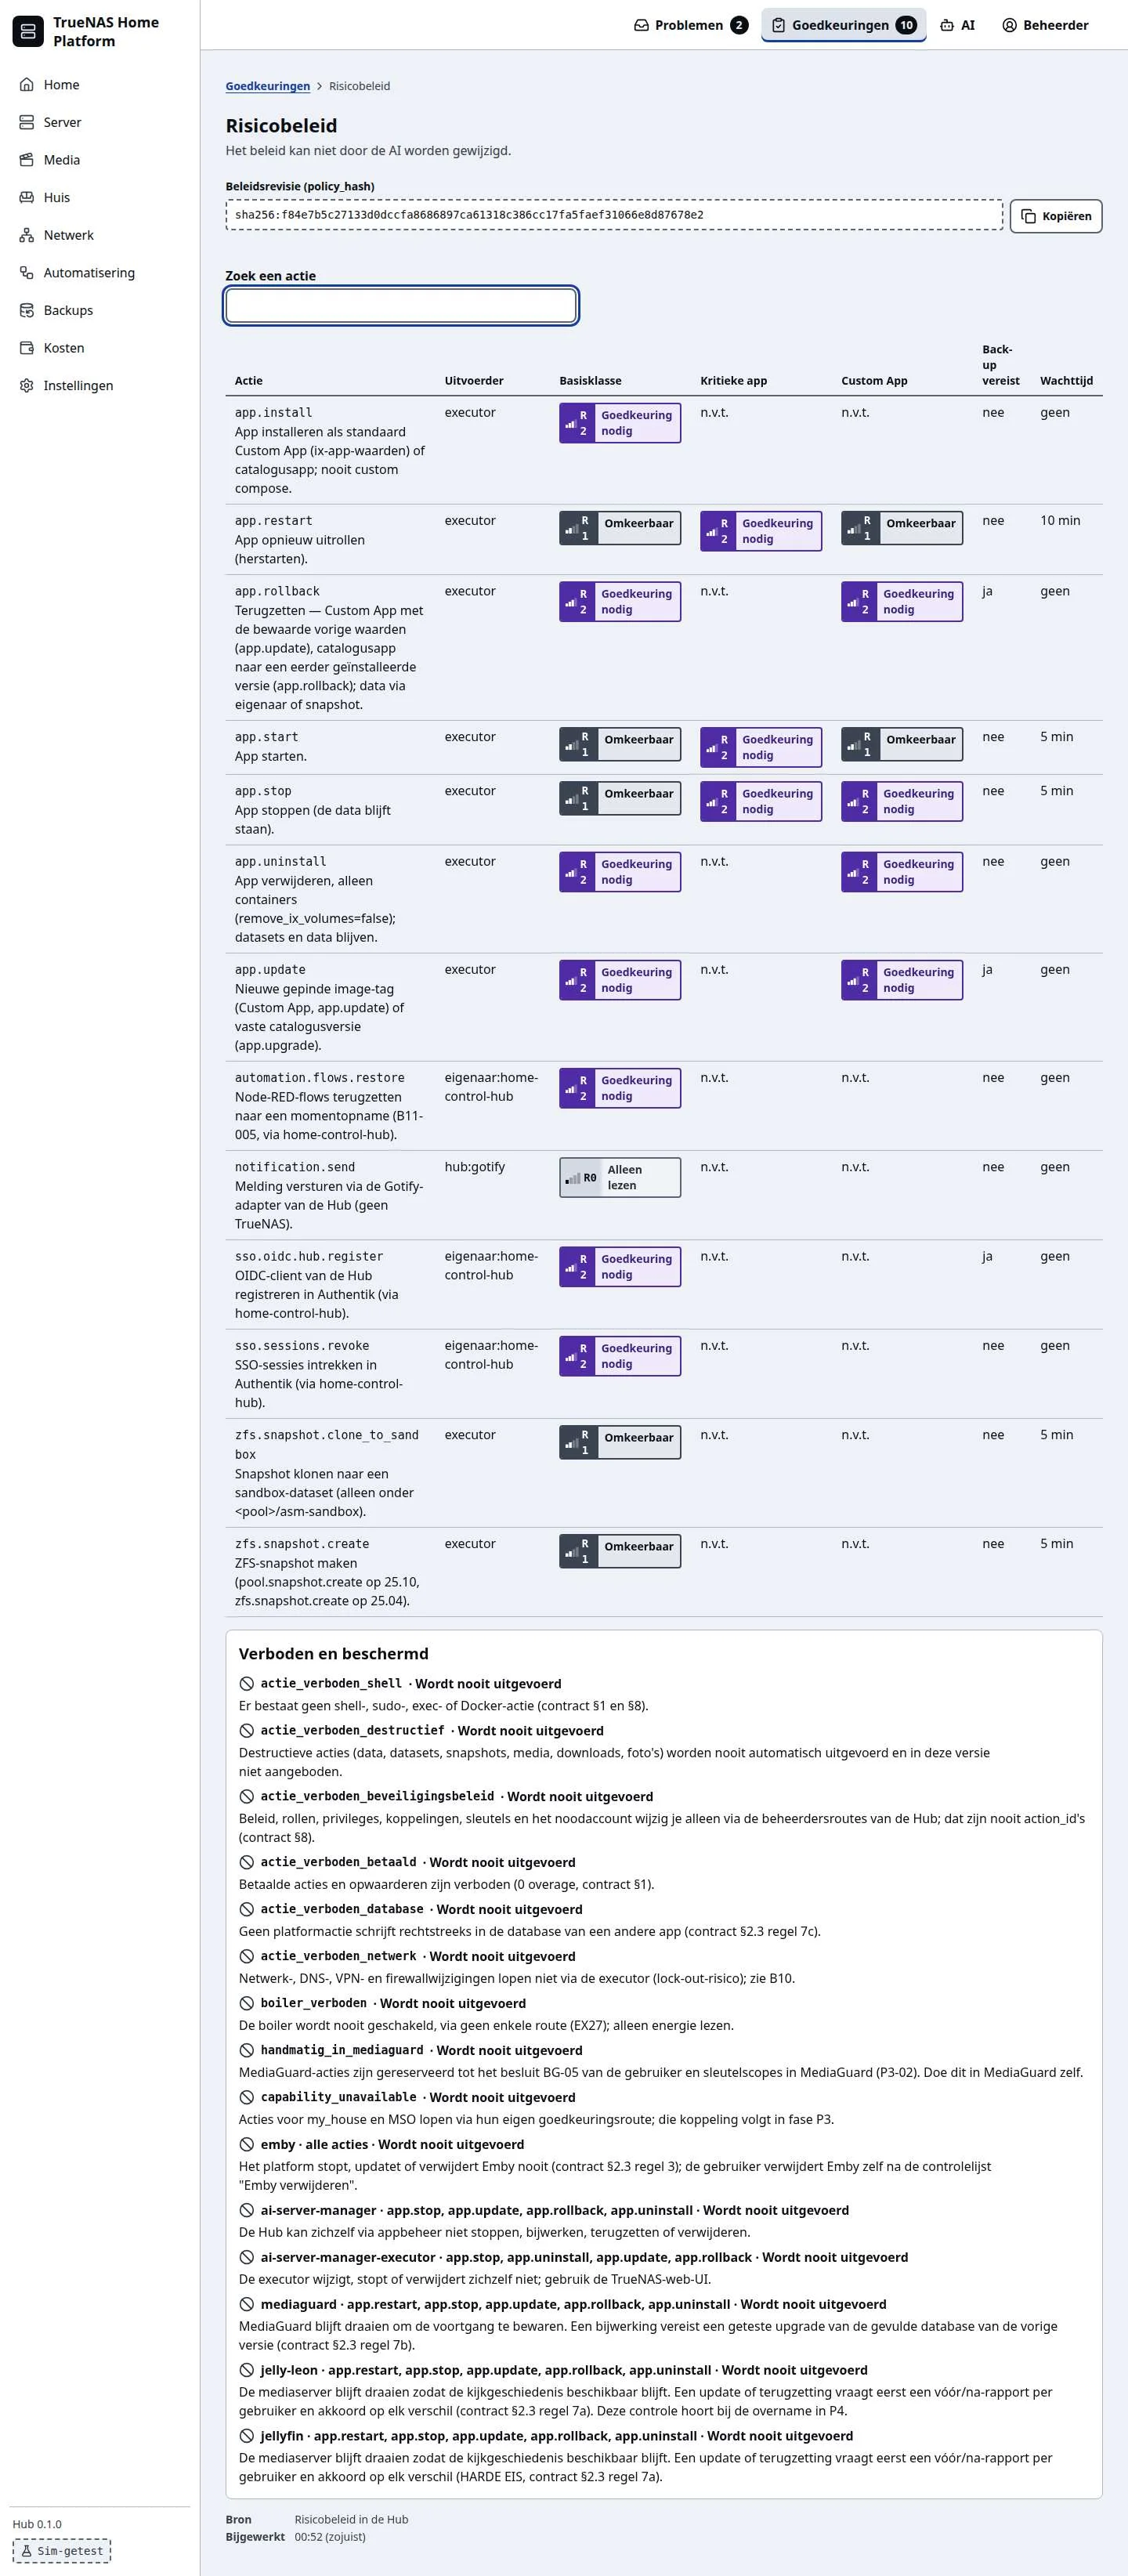 TrueNAS Home
Platform
Problemen 2 Goedkeuringen 10 AI Beheerder
Home
Server
Media
Huis
Netwerk
Automatisering
Backups
Kosten
Instellingen
Goedkeuringen > Risicobeleid
Risicobeleid
Het beleid kan niet door de AI worden gewijzigd.
Beleidsrevisie (policy_hash)
sha256:f84e7b5c27133d0dccfa8686897ca61318c386cc17fa5faef31066e8d87678e2 Kopiëren
Zoek een actie
Actie Uitvoerder Basisklasse Kritieke app Custom App Back-
up
vereist Wachttijd
app.install executor R2 Goedkeuring nodig n.v.t. n.v.t. nee geen
App installeren als standaard
Custom App (ix-app-waarden) of
catalogusapp; nooit custom
compose.
app.restart executor R1 Omkeerbaar R2 Goedkeuring nodig R1 Omkeerbaar nee 10 min
App opnieuw uitrollen
(herstarten).
app.rollback executor R2 Goedkeuring nodig n.v.t. R2 Goedkeuring nodig ja geen
Terugzetten — Custom App met
de bewaarde vorige waarden
(app.update), catalogusapp
naar een eerder geïnstalleerde
versie (app.rollback); data via
eigenaar of snapshot.
app.start executor R1 Omkeerbaar R2 Goedkeuring nodig R1 Omkeerbaar nee 5 min
App starten.
app.stop executor R1 Omkeerbaar R2 Goedkeuring nodig R2 Goedkeuring nodig nee 5 min
App stoppen (de data blijft
staan).
app.uninstall executor R2 Goedkeuring nodig n.v.t. R2 Goedkeuring nodig nee geen
App verwijderen, alleen
containers
(remove_ix_volumes=false);
datasets en data blijven.
app.update executor R2 Goedkeuring nodig n.v.t. R2 Goedkeuring nodig ja geen
Nieuwe gepinde image-tag
(Custom App, app.update) of
vaste catalogusversie
(app.upgrade).
automation.flows.restore eigenaar:home-control-hub R2 Goedkeuring nodig n.v.t. n.v.t. nee geen
Node-RED-flows terugzetten
naar een momentopname (B11-
005, via home-control-hub).
notification.send hub:gotify R0 Alleen lezen n.v.t. n.v.t. nee geen
Melding versturen via de Gotify-
adapter van de Hub (geen
TrueNAS).
sso.oidc.hub.register eigenaar:home-control-hub R2 Goedkeuring nodig n.v.t. n.v.t. ja geen
OIDC-client van de Hub
registreren in Authentik (via
home-control-hub).
sso.sessions.revoke eigenaar:home-control-hub R2 Goedkeuring nodig n.v.t. n.v.t. nee geen
SSO-sessies intrekken in
Authentik (via home-control-
hub).
zfs.snapshot.clone_to_sand executor R1 Omkeerbaar n.v.t. n.v.t. nee 5 min
box
Snapshot klonen naar een
sandbox-dataset (alleen onder
<pool>/asm-sandbox).
zfs.snapshot.create executor R1 Omkeerbaar n.v.t. n.v.t. nee 5 min
ZFS-snapshot maken
(pool.snapshot.create op 25.10,
zfs.snapshot.create op 25.04).
Verboden en beschermd
actie_verboden_shell · Wordt nooit uitgevoerd
Er bestaat geen shell-, sudo-, exec- of Docker-actie (contract §1 en §8).
actie_verboden_destructief · Wordt nooit uitgevoerd
Destructieve acties (data, datasets, snapshots, media, downloads, foto's) worden nooit automatisch uitgevoerd en in deze versie
niet aangeboden.
actie_verboden_beveiligingsbeleid · Wordt nooit uitgevoerd
Beleid, rollen, privileges, koppelingen, sleutels en het noodaccount wijzig je alleen via de beheerdersroutes van de Hub; dat zijn nooit action_id's
(contract §8).
actie_verboden_betaald · Wordt nooit uitgevoerd
Betaalde acties en opwaarderen zijn verboden (0 overage, contract §1).
actie_verboden_database · Wordt nooit uitgevoerd
Geen platformactie schrijft rechtstreeks in de database van een andere app (contract §2.3 regel 7c).
actie_verboden_netwerk · Wordt nooit uitgevoerd
Netwerk-, DNS-, VPN- en firewallwijzigingen lopen niet via de executor (lock-out-risico); zie B10.
boiler_verboden · Wordt nooit uitgevoerd
De boiler wordt nooit geschakeld, via geen enkele route (EX27); alleen energie lezen.
handmatig_in_mediaguard · Wordt nooit uitgevoerd
MediaGuard-acties zijn gereserveerd tot het besluit BG-05 van de gebruiker en sleutelscopes in MediaGuard (P3-02). Doe dit in MediaGuard zelf.
capability_unavailable · Wordt nooit uitgevoerd
Acties voor my_house en MSO lopen via hun eigen goedkeuringsroute; die koppeling volgt in fase P3.
emby · alle acties · Wordt nooit uitgevoerd
Het platform stopt, updatet of verwijdert Emby nooit (contract §2.3 regel 3); de gebruiker verwijdert Emby zelf na de controlelijst
"Emby verwijderen".
ai-server-manager · app.stop, app.update, app.rollback, app.uninstall · Wordt nooit uitgevoerd
De Hub kan zichzelf via appbeheer niet stoppen, bijwerken, terugzetten of verwijderen.
ai-server-manager-executor · app.stop, app.uninstall, app.update, app.rollback · Wordt nooit uitgevoerd
De executor wijzigt, stopt of verwijdert zichzelf niet; gebruik de TrueNAS-web-UI.
mediaguard · app.restart, app.stop, app.update, app.rollback, app.uninstall · Wordt nooit uitgevoerd
MediaGuard blijft draaien om de voortgang te bewaren. Een bijwerking vereist een geteste upgrade van de gevulde database van de vorige
versie (contract §2.3 regel 7b).
jelly-leon · app.restart, app.stop, app.update, app.rollback, app.uninstall · Wordt nooit uitgevoerd
De mediaserver blijft draaien zodat de kijkgeschiedenis beschikbaar blijft. Een update of terugzetting vraagt eerst een vóór/na-rapport per
gebruiker en akkoord op elk verschil (contract §2.3 regel 7a). Deze controle hoort bij de overname in P4.
jellyfin · app.restart, app.stop, app.update, app.rollback, app.uninstall · Wordt nooit uitgevoerd
De mediaserver blijft draaien zodat de kijkgeschiedenis beschikbaar blijft. Een update of terugzetting vraagt eerst een vóór/na-rapport per
gebruiker en akkoord op elk verschil (HARDE EIS, contract §2.3 regel 7a).
Bron Risicobeleid in de Hub
Bijgewerkt 00:52 (zojuist)
Hub 0.1.0
Sim-getest